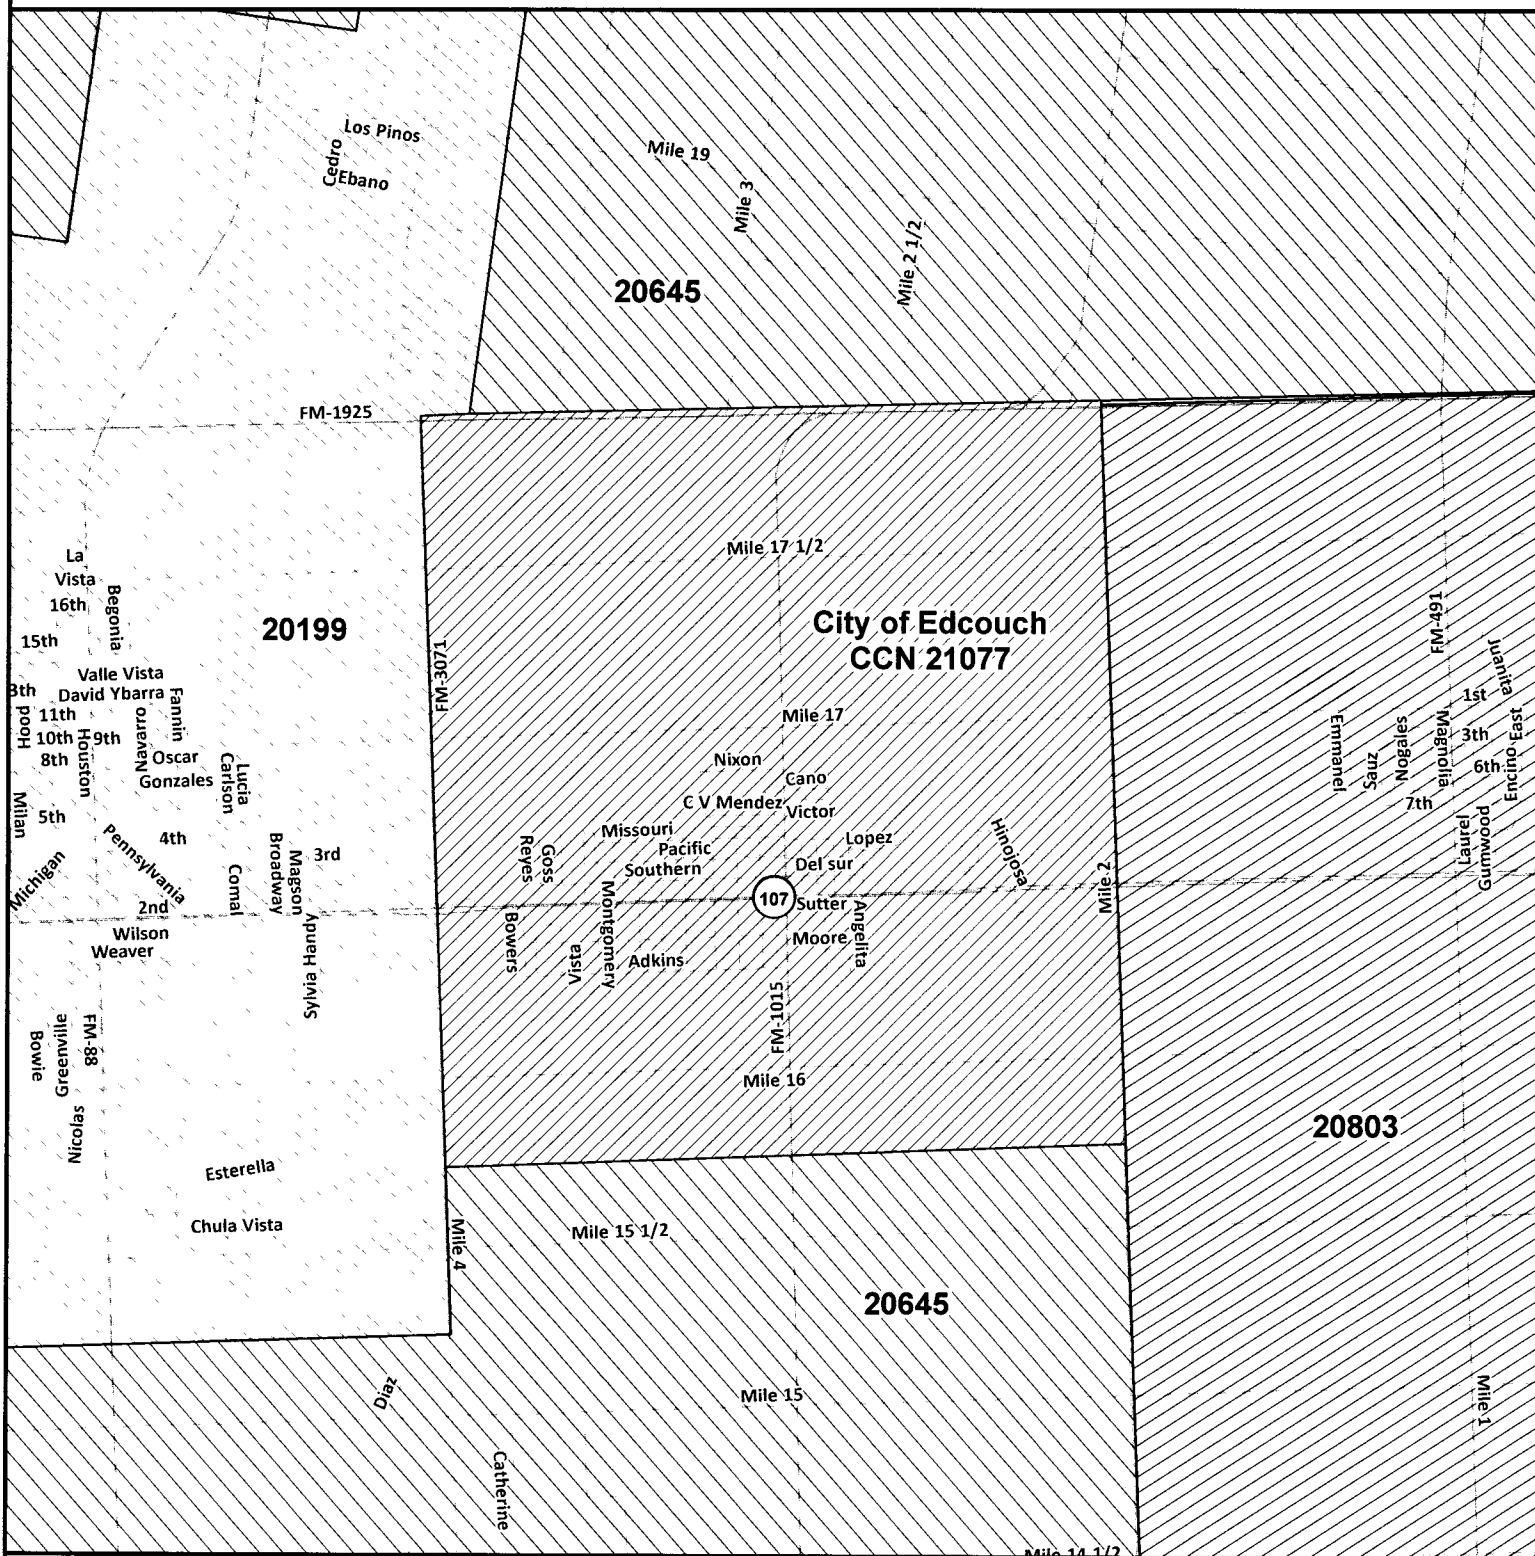 Los Pinos
Cedro
Ebano
Mile 19
Mile 3
Mile 2 1/2
20645
FM-1925
Mile 17 1/2
La
Vista
16th
Begonia
15th
20199
FM-3071
City of Edcouch
CCN 21077
FM-491
Juanita
Valle Vista
David Ybarra
Fannin
11th
Hood
10th
9th
8th
Houston
Navarro
Oscar
Gonzales
Carlson
Lucia
Milan
5th
Michigan
Pennsylvania
4th
Comal
Broadway
Magson
3rd
2nd
Wilson
Weaver
Sylvia Handy
Mile 17
Nixon
Cano
C V Mendez
Victor
Missouri
Pacific
Southern
Lopez
Del sur
Reyes
Goss
Hinojosa
Mile 2
107
Sutter
Moore
Angelita
Bowers
Vista
Montgomery
Adkins
FM-1015
Mile 16
1st
3th
6th
7th
Emmanel
Sauz
Nogales
Magnolia
Encino East
Laurel
Gumwood
FM-88
Greenville
Bowie
Nicolas
20803
Esterella
Chula Vista
Mile 4
Mile 15 1/2
20645
Diaz
Mile 15
Mile 1
Catherine
Mile 14 1/2